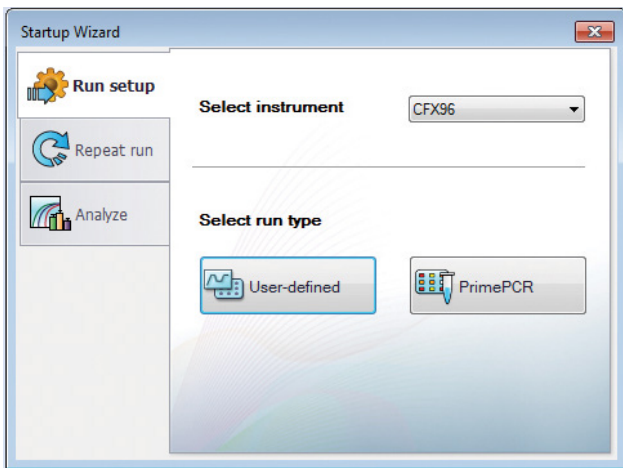 Startup Wizard
Run setup
Repeat run
Analyze
Select instrument
CFX96
Select run type
User-defined
PrimePCR